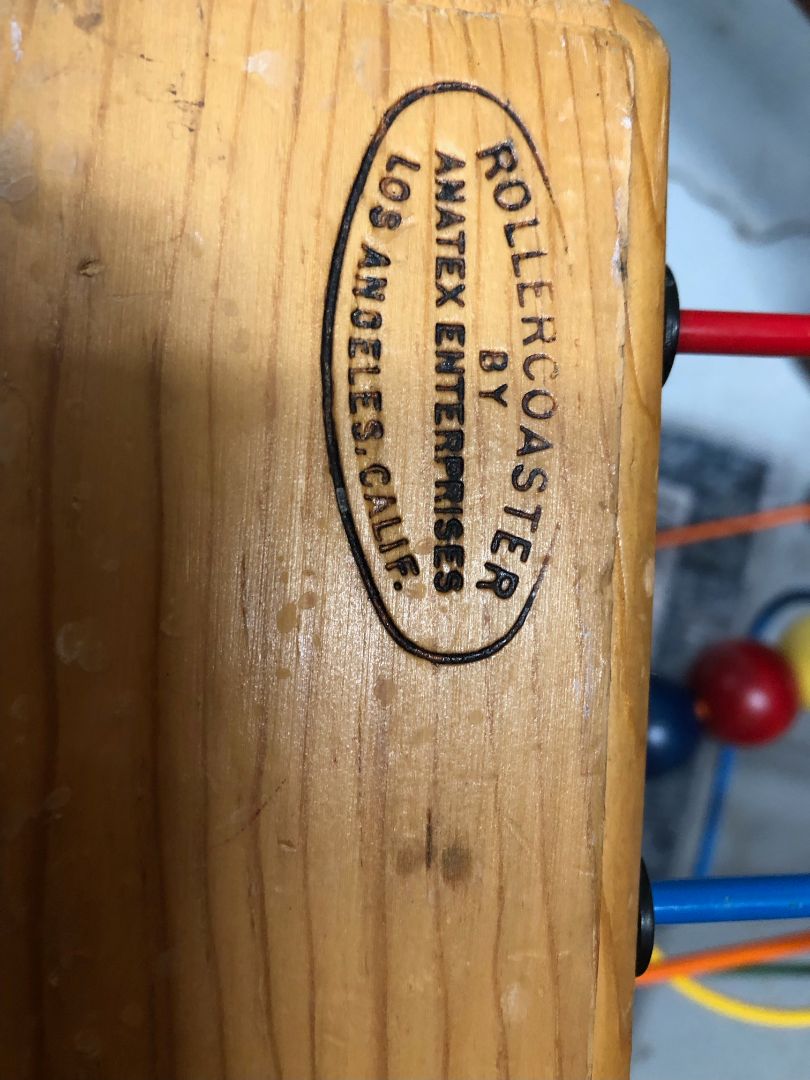 ROLLERCOASTER
BY
ANATEX ENTERPRISES
LOS ANGELES, CALIF.